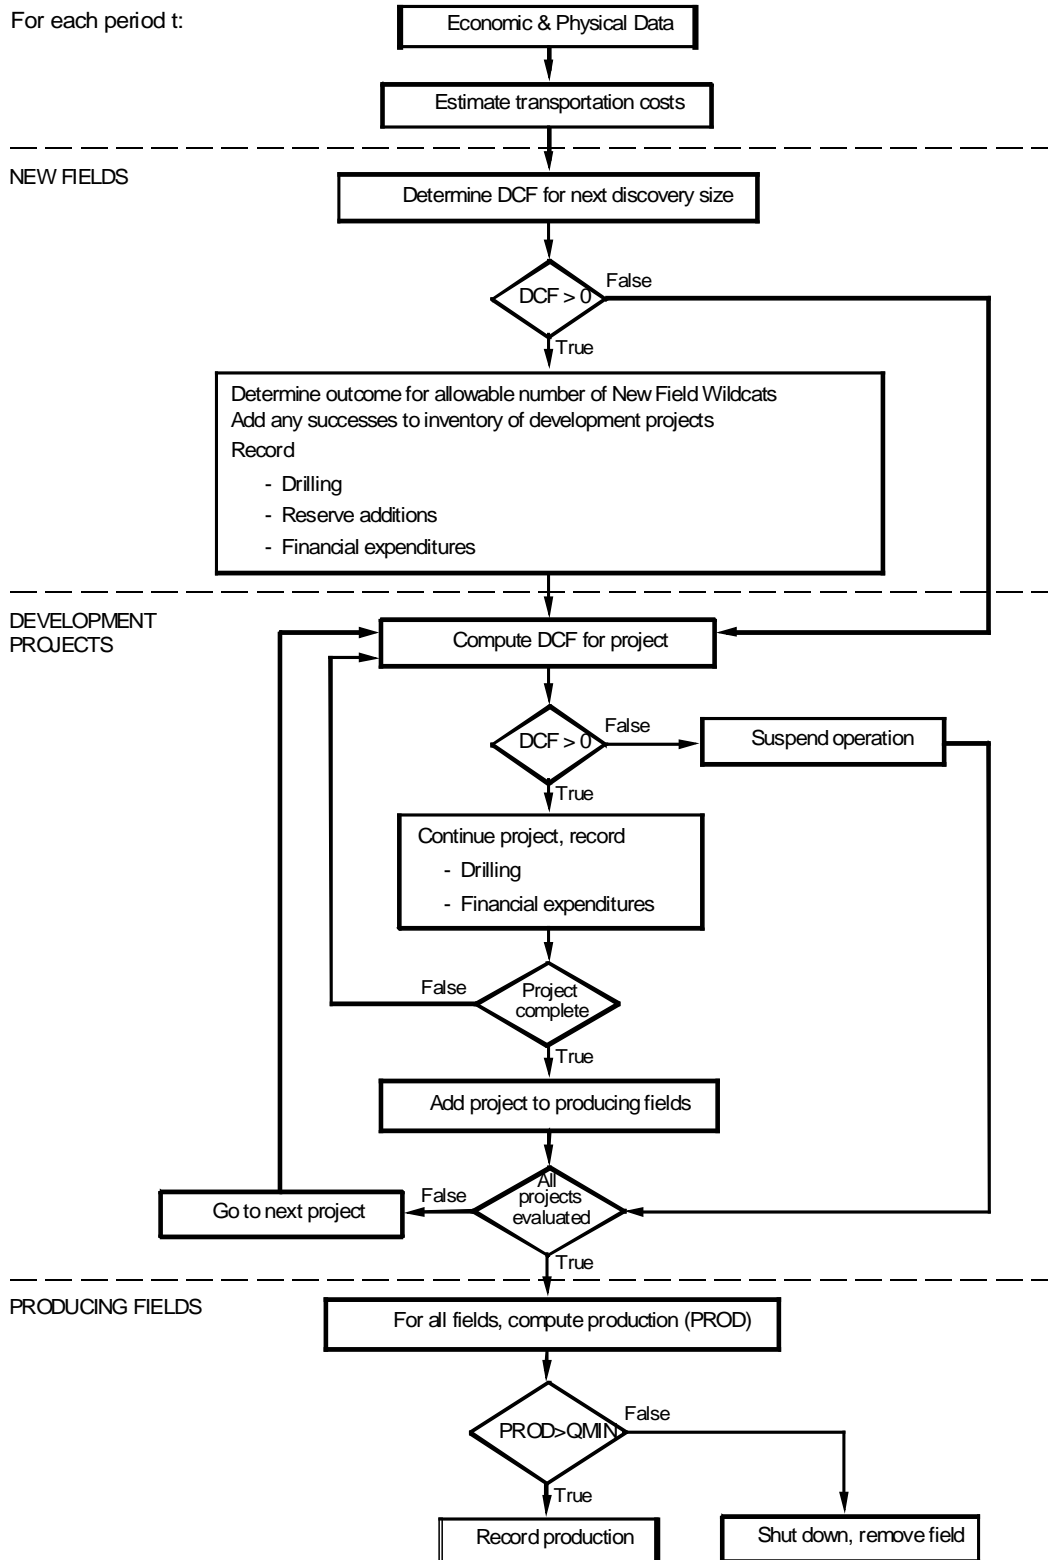 For each period t:
Economic & Physical Data
Estimate transportation costs
NEW FIELDS
Determine DCF for next discovery size
DCF > 0
False
True
Determine outcome for allowable number of New Field Wildcats
Add any successes to inventory of development projects
Record
- Drilling
- Reserve additions
- Financial expenditures
DEVELOPMENT
PROJECTS
Compute DCF for project
DCF > 0
False
Suspend operation
True
Continue project, record
- Drilling
- Financial expenditures
False
Project
complete
True
Add project to producing fields
Go to next project
False
All
projects
evaluated
True
PRODUCING FIELDS
For all fields, compute production (PROD)
PROD>QMIN
False
True
Record production
Shut down, remove field